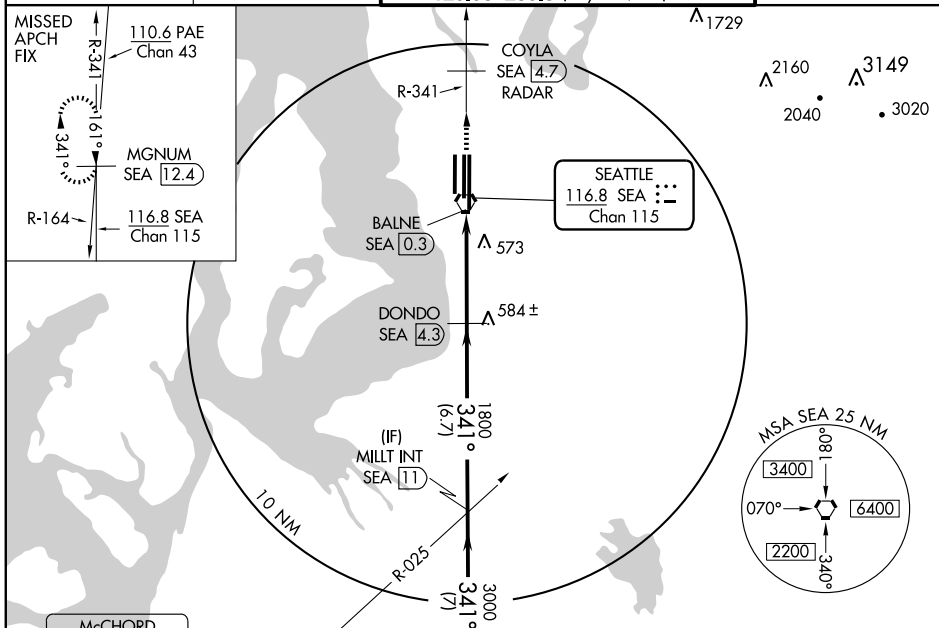 MISSED
APCH
FIX
110.6 PAE
Chan 43
R-341
161°
341°
MGNUM
SEA 12.4
R-164
116.8 SEA
Chan 115
1729
2160
3149
2040
3020
COYLA
SEA 4.7
RADAR
R-341
SEATTLE
116.8 SEA
Chan 115
BALNE
SEA 0.3
573
DONDO
SEA 4.3
584 ±
1800
341°
(6.7)
(IF)
MILLT INT
SEA 11
10 NM
R-025
3000
341°
(7)
MSA SEA 25 NM
180°
3400
070°
6400
2200
340°
McCHORD